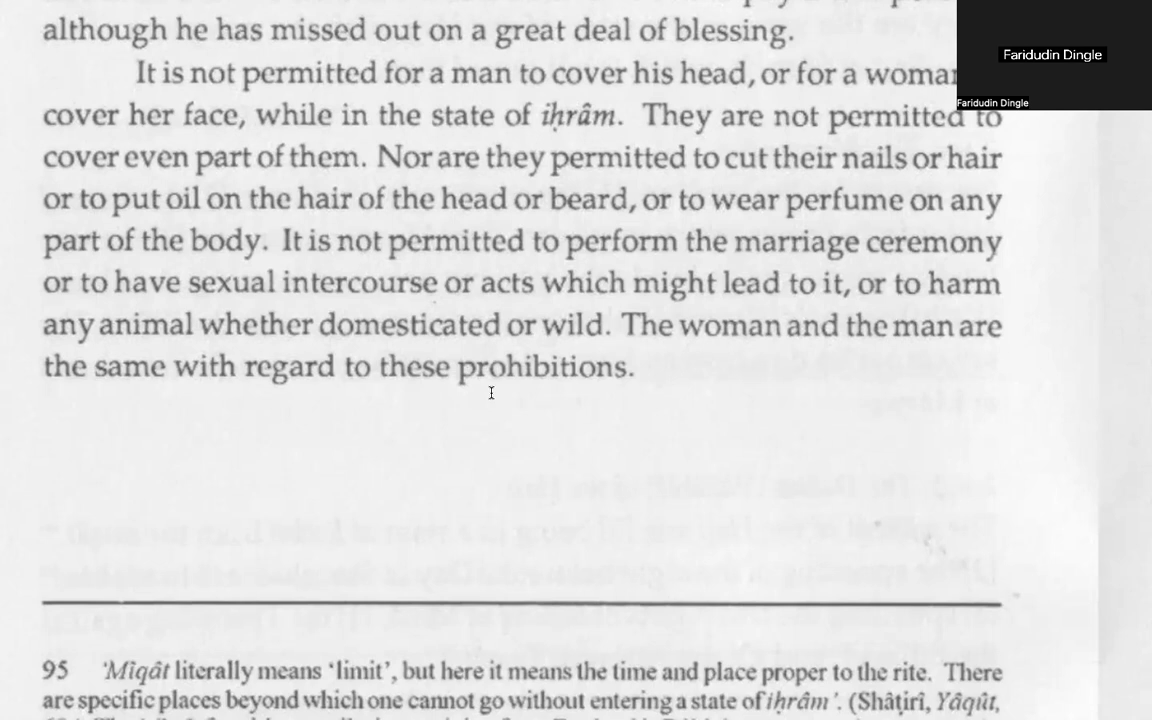 although he has missed out on a great deal of blessing.
It is not permitted for a man to cover his head, or for a woman
cover her face, while in the state of iḥrâm. They are not permitted to
cover even part of them. Nor are they permitted to cut their nails or hair
or to put oil on the hair of the head or beard, or to wear perfume on any
part of the body. It is not permitted to perform the marriage ceremony
or to have sexual intercourse or acts which might lead to it, or to harm
any animal whether domesticated or wild. The woman and the man are
the same with regard to these prohibitions.
95 'Mîqât literally means 'limit', but here it means the time and place proper to the rite. There
are specific places beyond which one cannot go without entering a state of iḥrâm'. (Shâṭirî, Yâqût,
Faridudin Dingle
Faridudin Dingle